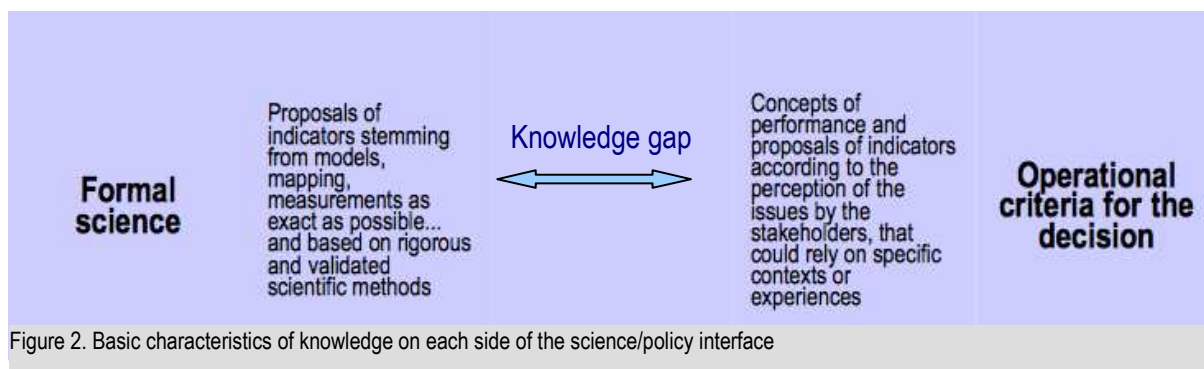 Formal
science
Proposals of
indicators stemming
from models,
mapping,
measurements as
exact as possible...
and based on rigorous
and validated
scientific methods
Knowledge gap
Concepts of
performance and
proposals of indicators
according to the
perception of the
issues by the
stakeholders, that
could rely on specific
contexts or
experiences
Operational
criteria for the
decision
Figure 2. Basic characteristics of knowledge on each side of the science/policy interface